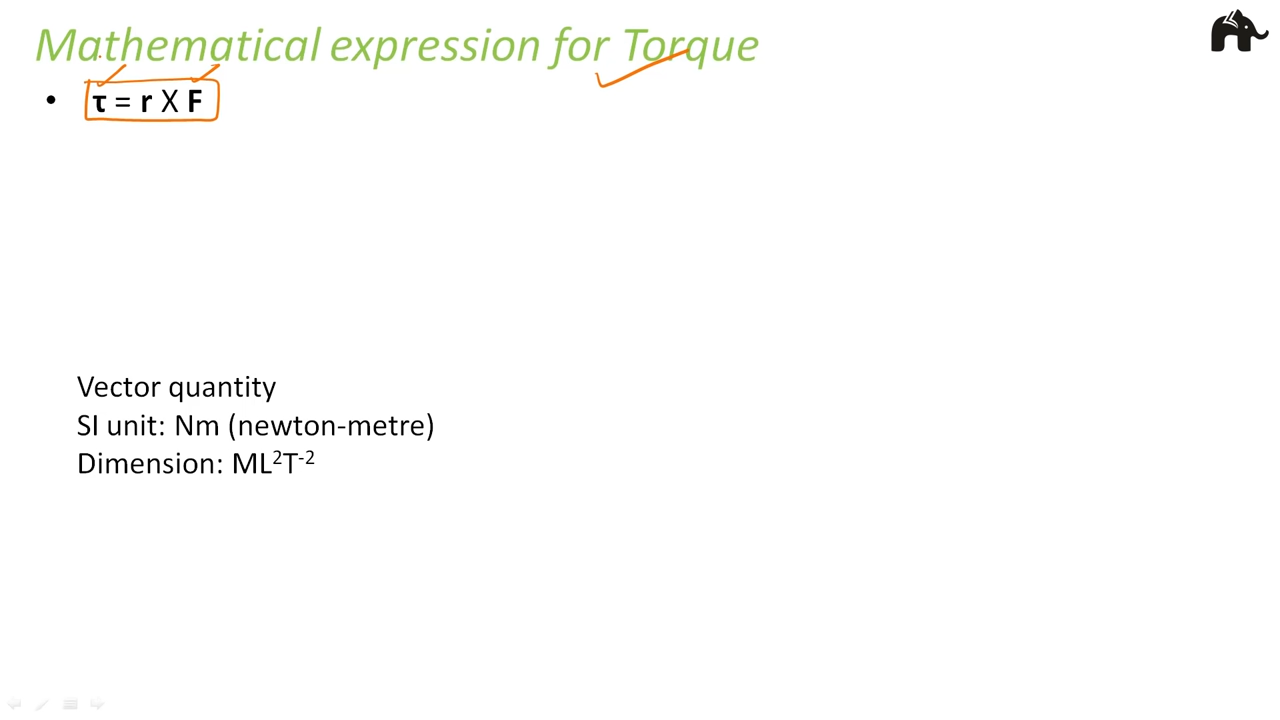 Mathematical expression for Torque
• τ = r X F
Vector quantity
SI unit: Nm (newton-metre)
Dimension: ML²T⁻²